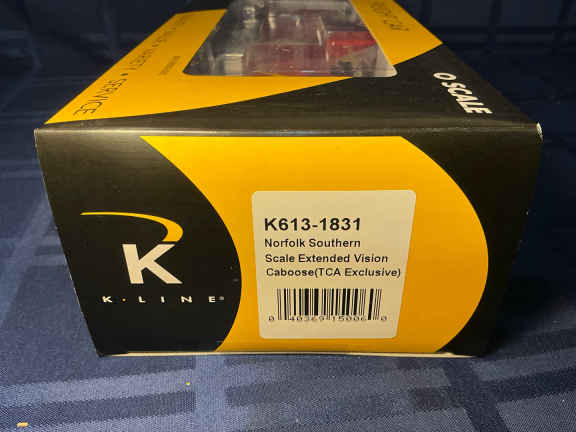 SERVICE
O SCALE
K
K·LINE®
K613-1831
Norfolk Southern
Scale Extended Vision
Caboose(TCA Exclusive)
0 40369 15006 0